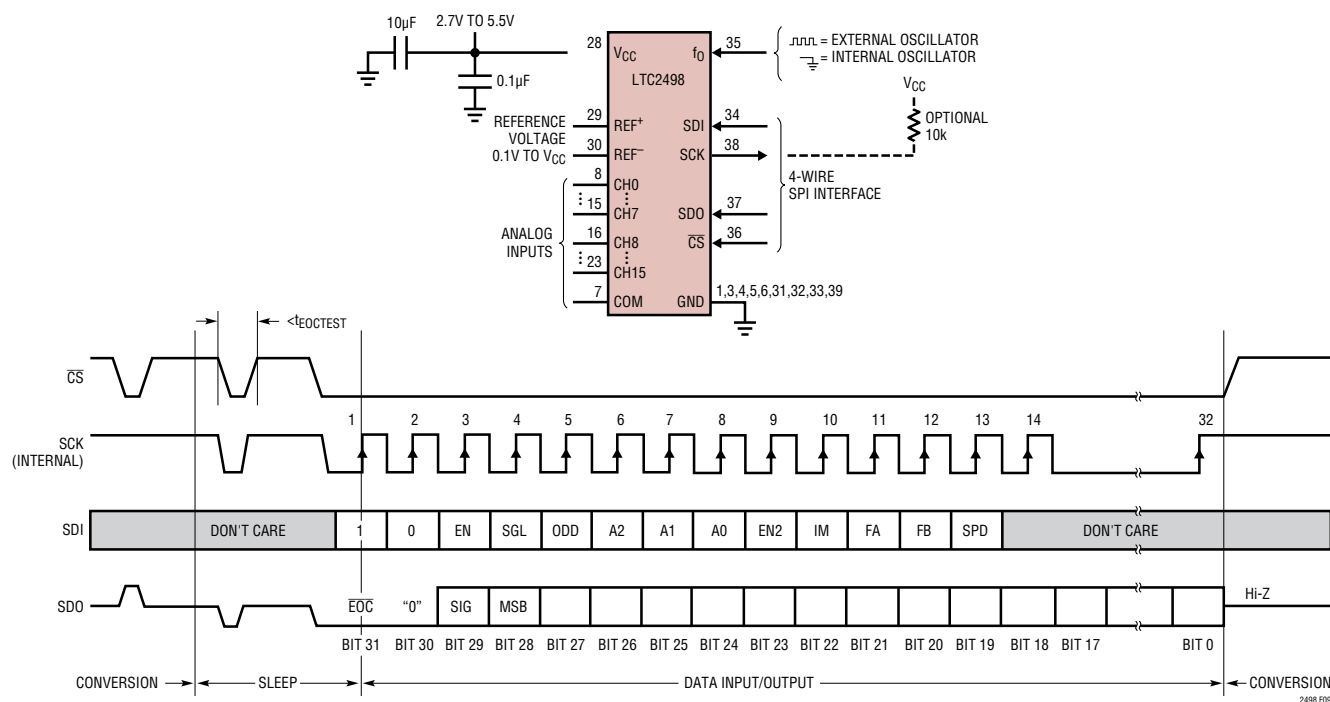 10µF
2.7V TO 5.5V
0.1µF
28
VCC
fO
35
LTC2498
= EXTERNAL OSCILLATOR
= INTERNAL OSCILLATOR
VCC
OPTIONAL
10k
REFERENCE
VOLTAGE
0.1V TO VCC
29
REF+
30
REF–
SDI
34
SCK
38
4-WIRE
SPI INTERFACE
ANALOG
INPUTS
8
CH0
15
CH7
16
CH8
23
CH15
7
COM
SDO
37
CS
36
GND
1,3,4,5,6,31,32,33,39
<tEOCTEST
CS
SCK
(INTERNAL)
1 2 3 4 5 6 7 8 9 10 11 12 13 14 32
SDI
DON'T CARE 1 0 EN SGL ODD A2 A1 A0 EN2 IM FA FB SPD DON'T CARE
SDO
EOC "0" SIG MSB
Hi-Z
BIT 31 BIT 30 BIT 29 BIT 28 BIT 27 BIT 26 BIT 25 BIT 24 BIT 23 BIT 22 BIT 21 BIT 20 BIT 19 BIT 18 BIT 17 BIT 0
CONVERSION SLEEP DATA INPUT/OUTPUT CONVERSION
2498 F09